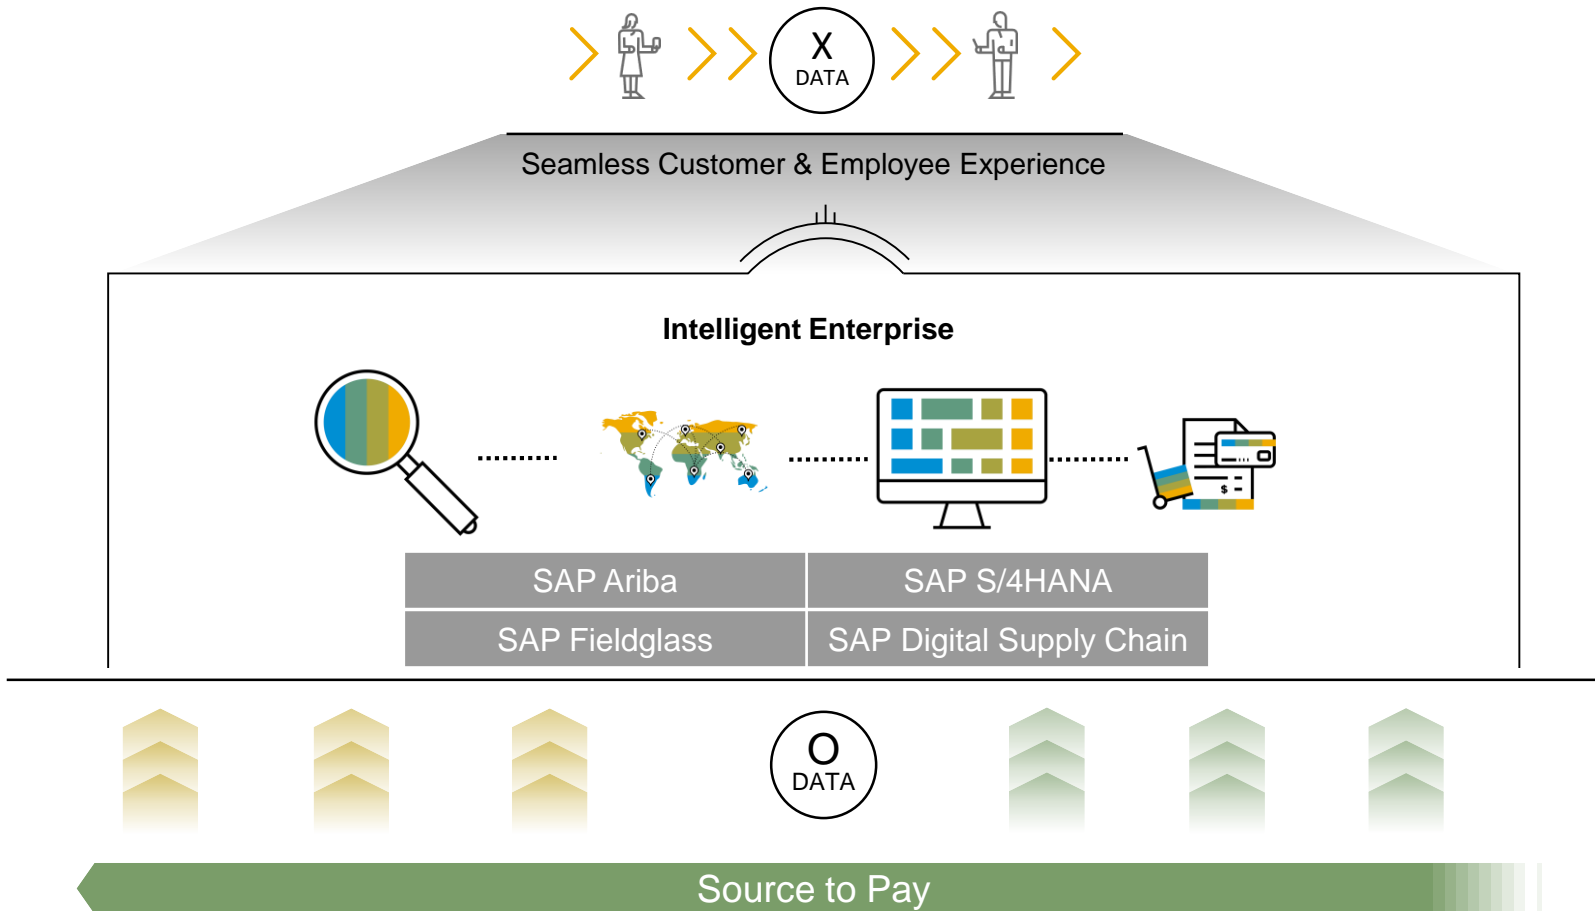 X
DATA
Seamless Customer & Employee Experience
Intelligent Enterprise
$
SAP Ariba
SAP S/4HANA
SAP Fieldglass
SAP Digital Supply Chain
O
DATA
Source to Pay